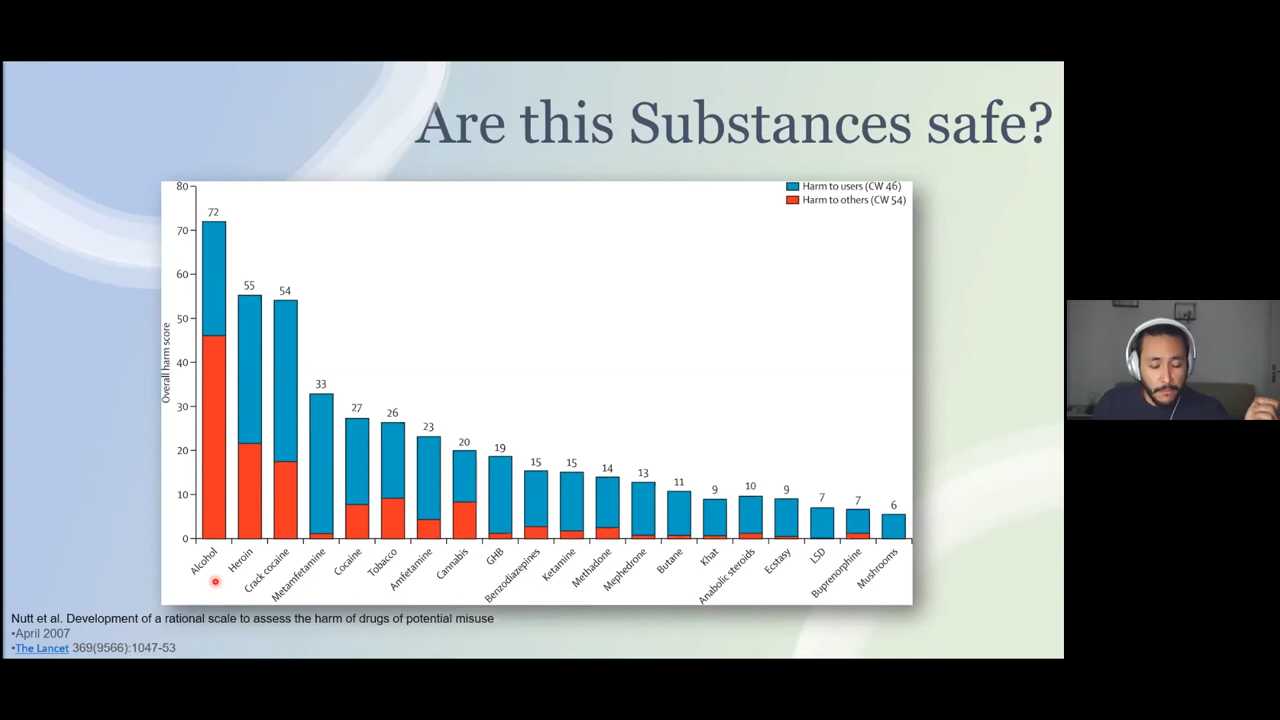 Are this Substances safe?
Harm to users (CW 46)
Harm to others (CW 54)
Overall harm score
80
70
60
50
40
30
20
10
0
72
55
54
33
27
26
23
20
19
15
15
14
13
11
9
10
9
7
7
6
Alcohol
Heroin
Crack cocaine
Metamfetamine
Cocaine
Tobacco
Amfetamine
Cannabis
GHB
Benzodiazepines
Ketamine
Methadone
Mephedrone
Butane
Khat
Anabolic steroids
Ecstasy
LSD
Buprenorphine
Mushrooms
Nutt et al. Development of a rational scale to assess the harm of drugs of potential misuse
•April 2007
•The Lancet 369(9566):1047-53